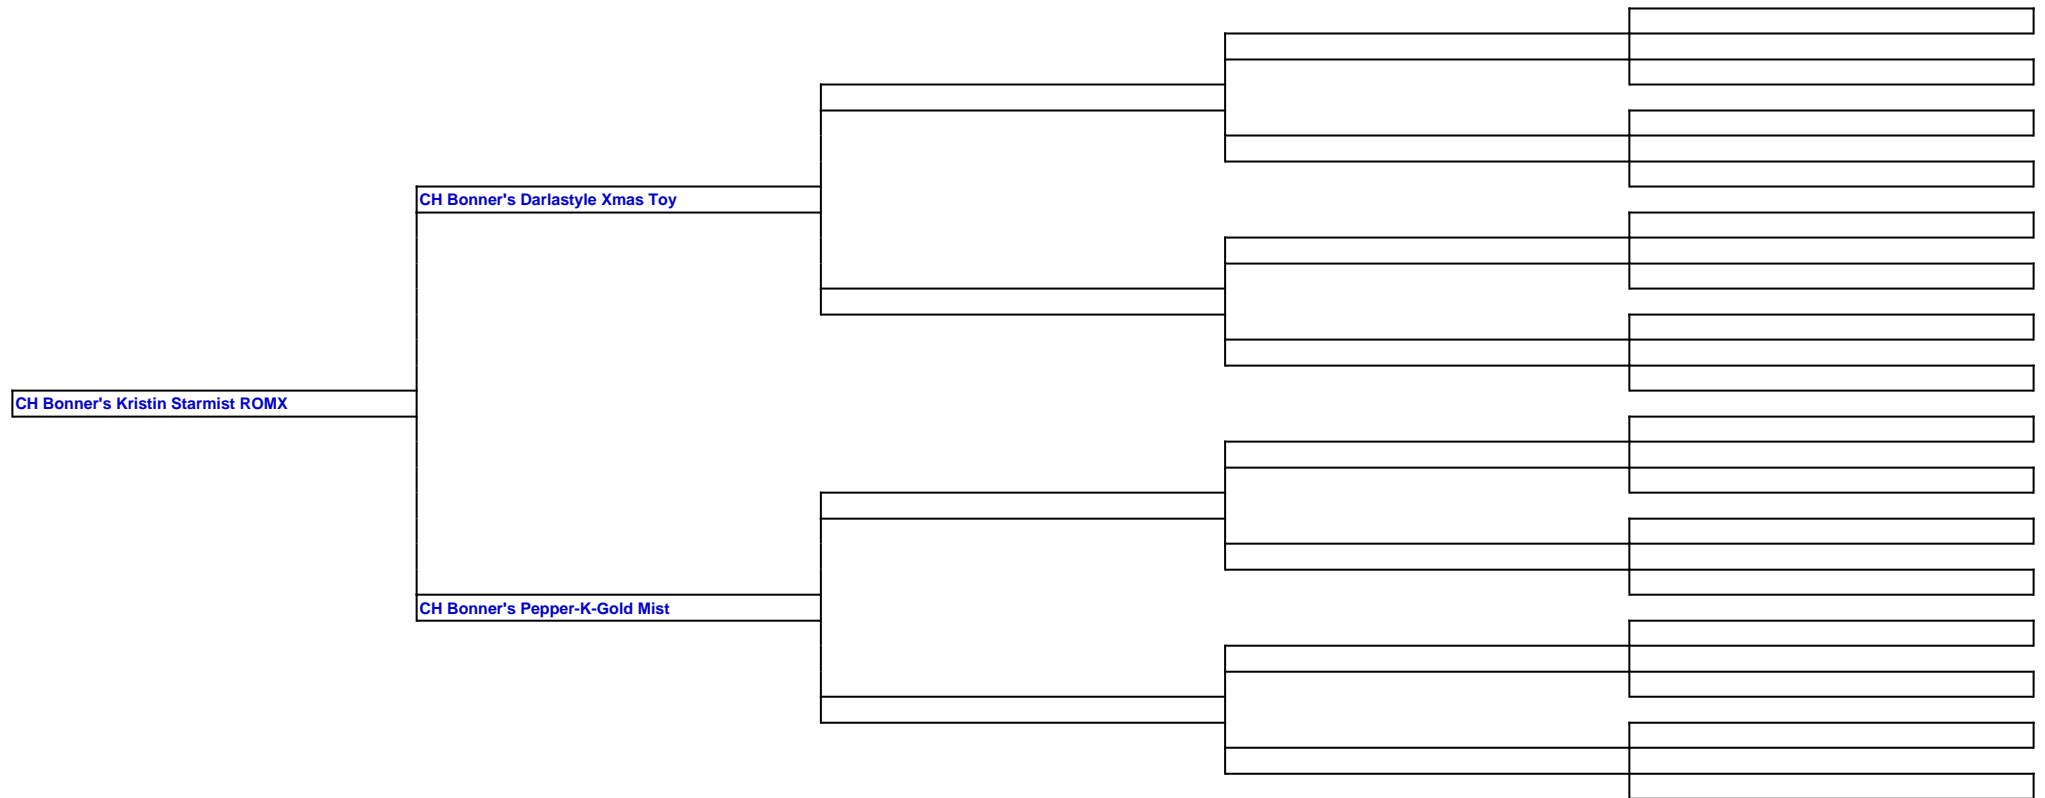 CH Bonner's Darlastyle Xmas Toy
CH Bonner's Kristin Starmist ROMX
CH Bonner's Pepper-K-Gold Mist